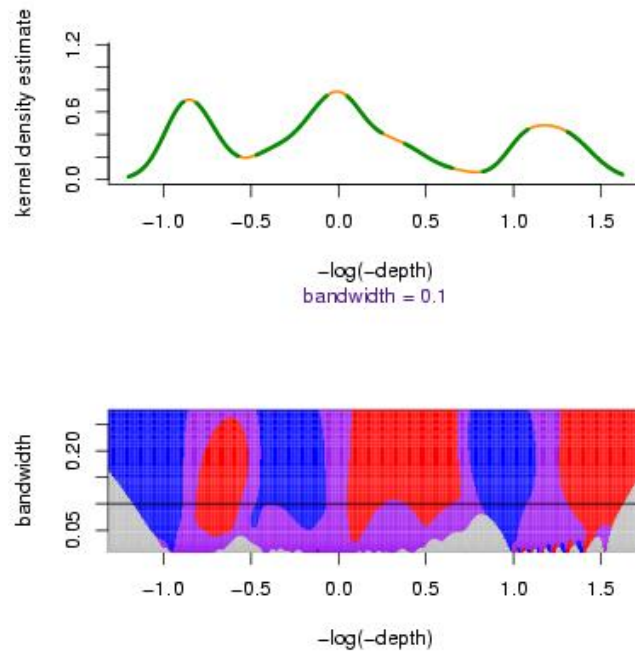 kernel density estimate
1.2
0.6
0.0
−1.0 −0.5 0.0 0.5 1.0 1.5
−log(−depth)
bandwidth = 0.1
bandwidth
0.20
0.05
−1.0 −0.5 0.0 0.5 1.0 1.5
−log(−depth)